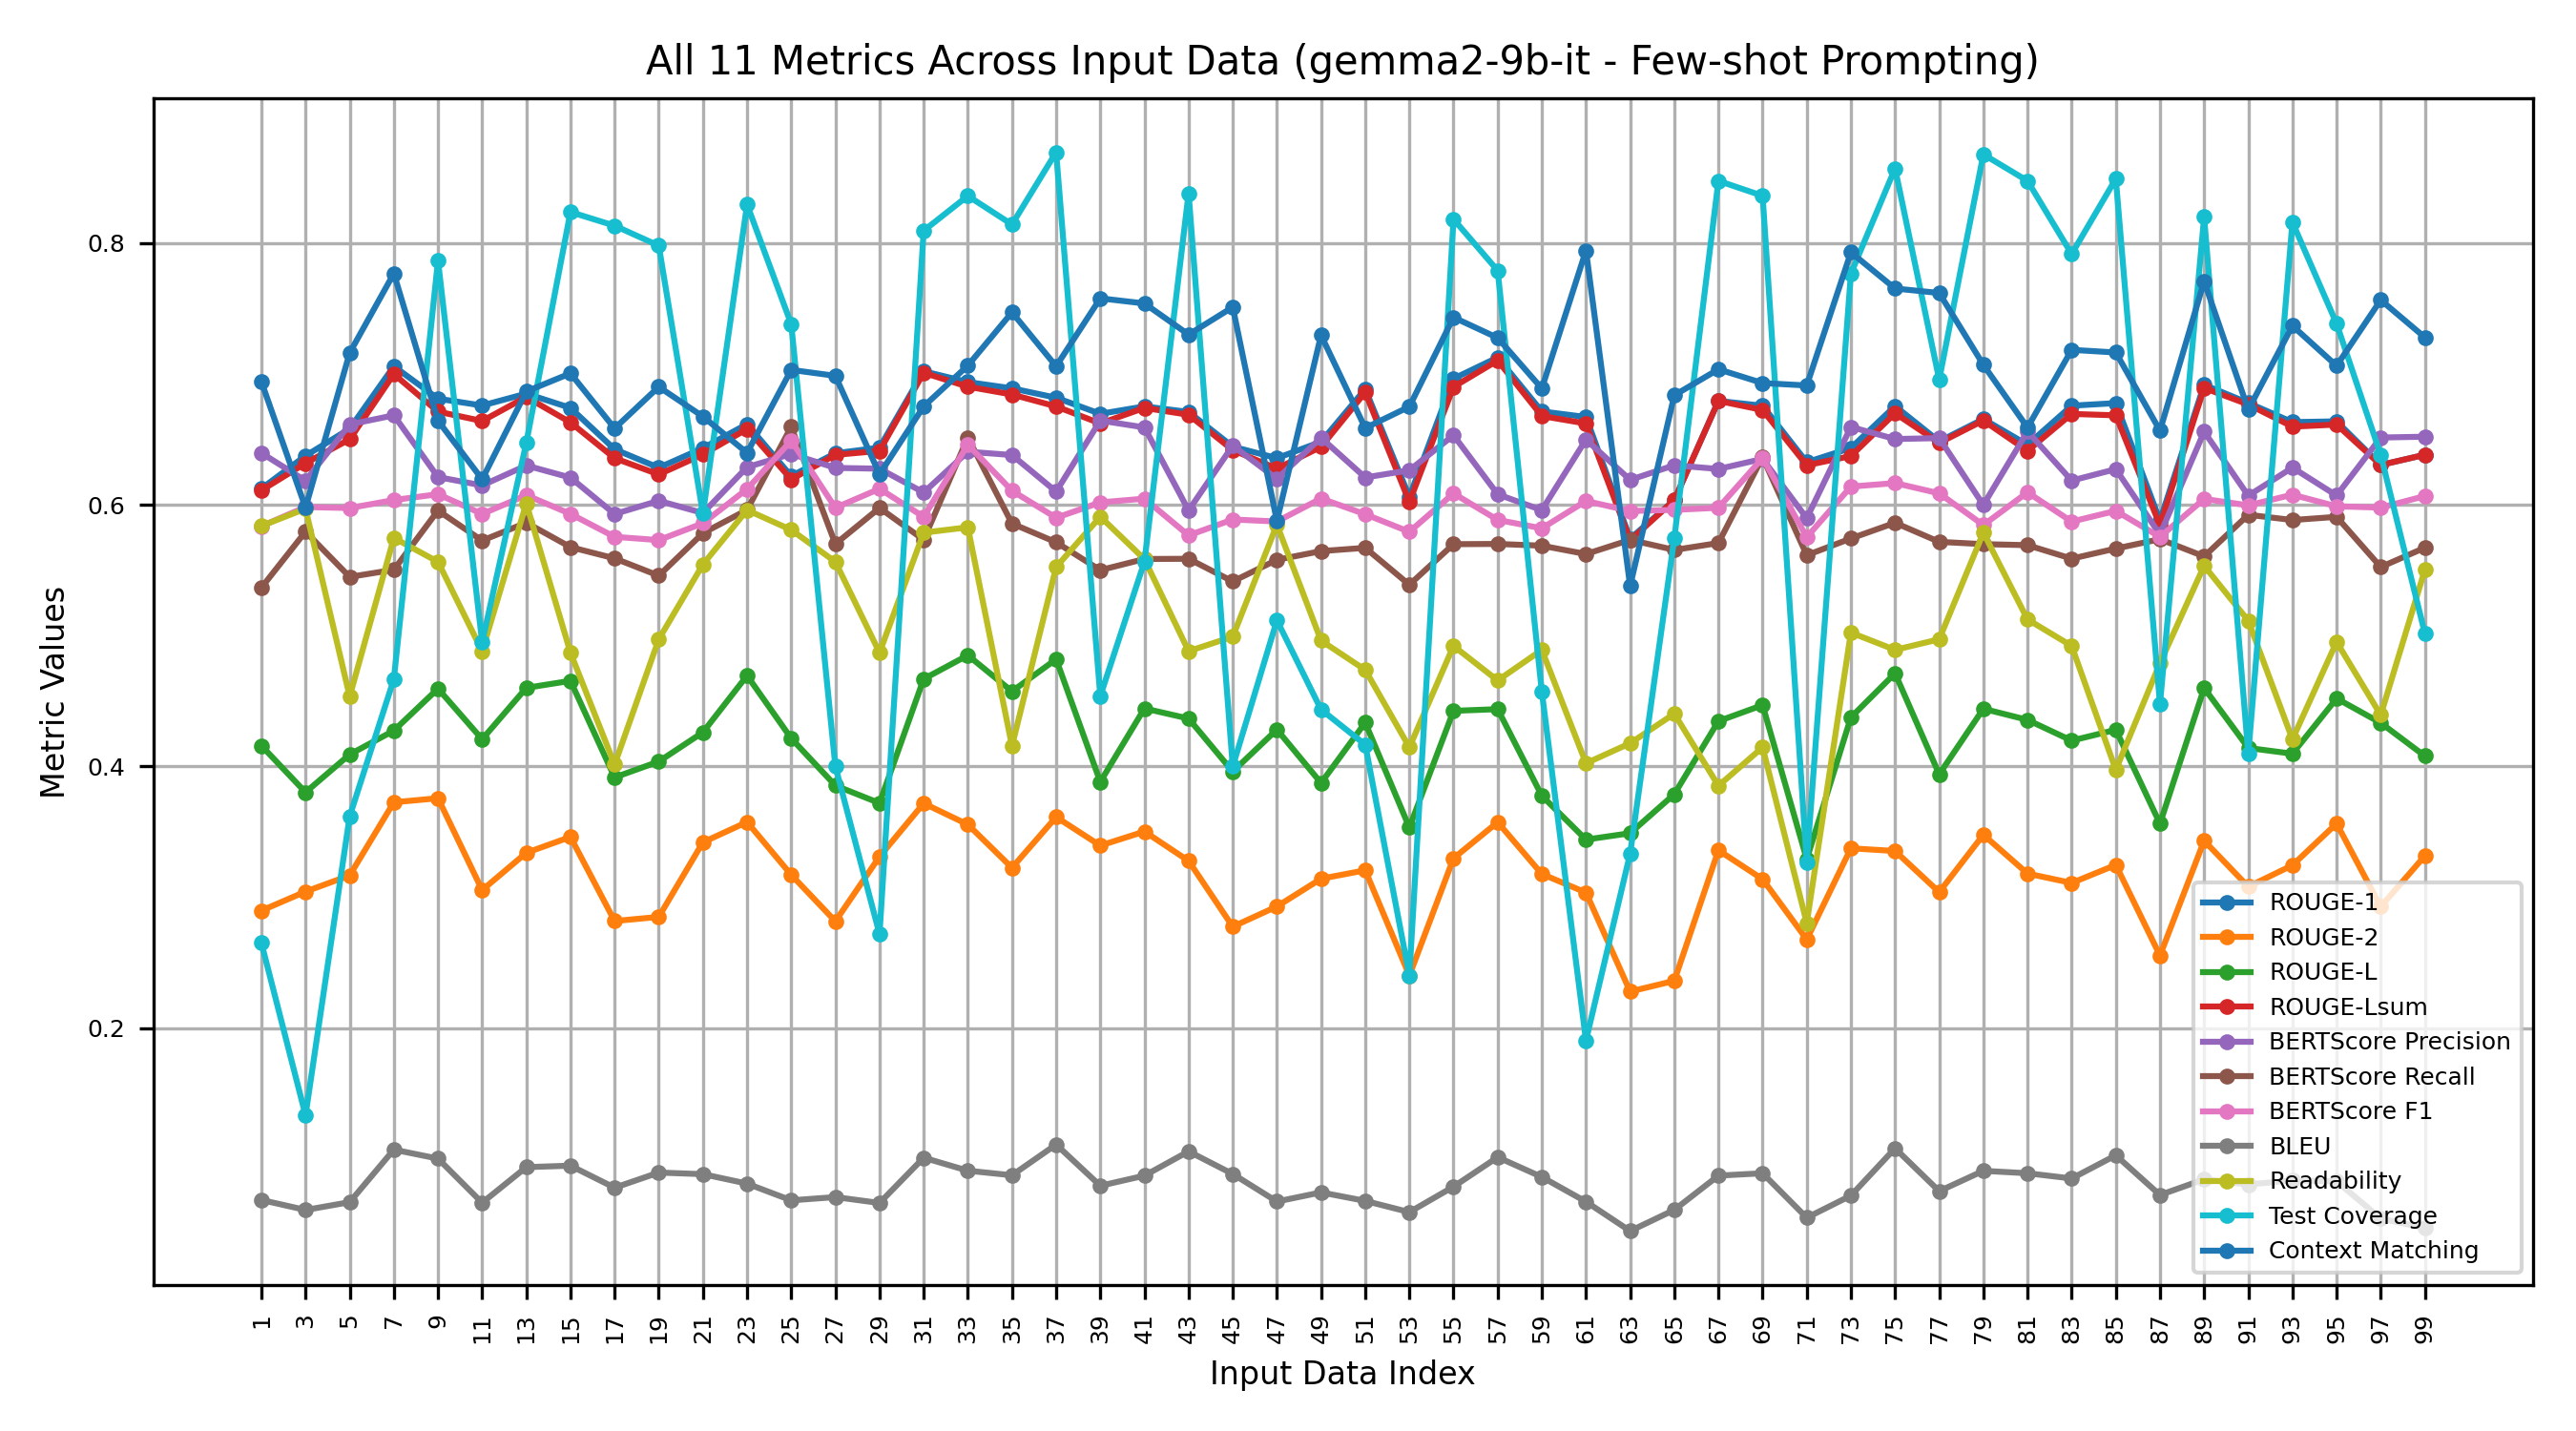 All 11 Metrics Across Input Data (gemma2-9b-it - Few-shot Prompting)
Metric Values
0.8
0.6
0.4
0.2
ROUGE-1
ROUGE-2
ROUGE-L
ROUGE-Lsum
BERTScore Precision
BERTScore Recall
BERTScore F1
BLEU
Readability
Test Coverage
Context Matching
1 3 5 7 9 11 13 15 17 19 21 23 25 27 29 31 33 35 37 39 41 43 45 47 49 51 53 55 57 59 61 63 65 67 69 71 73 75 77 79 81 83 85 87 89 91 93 95 97 99
Input Data Index